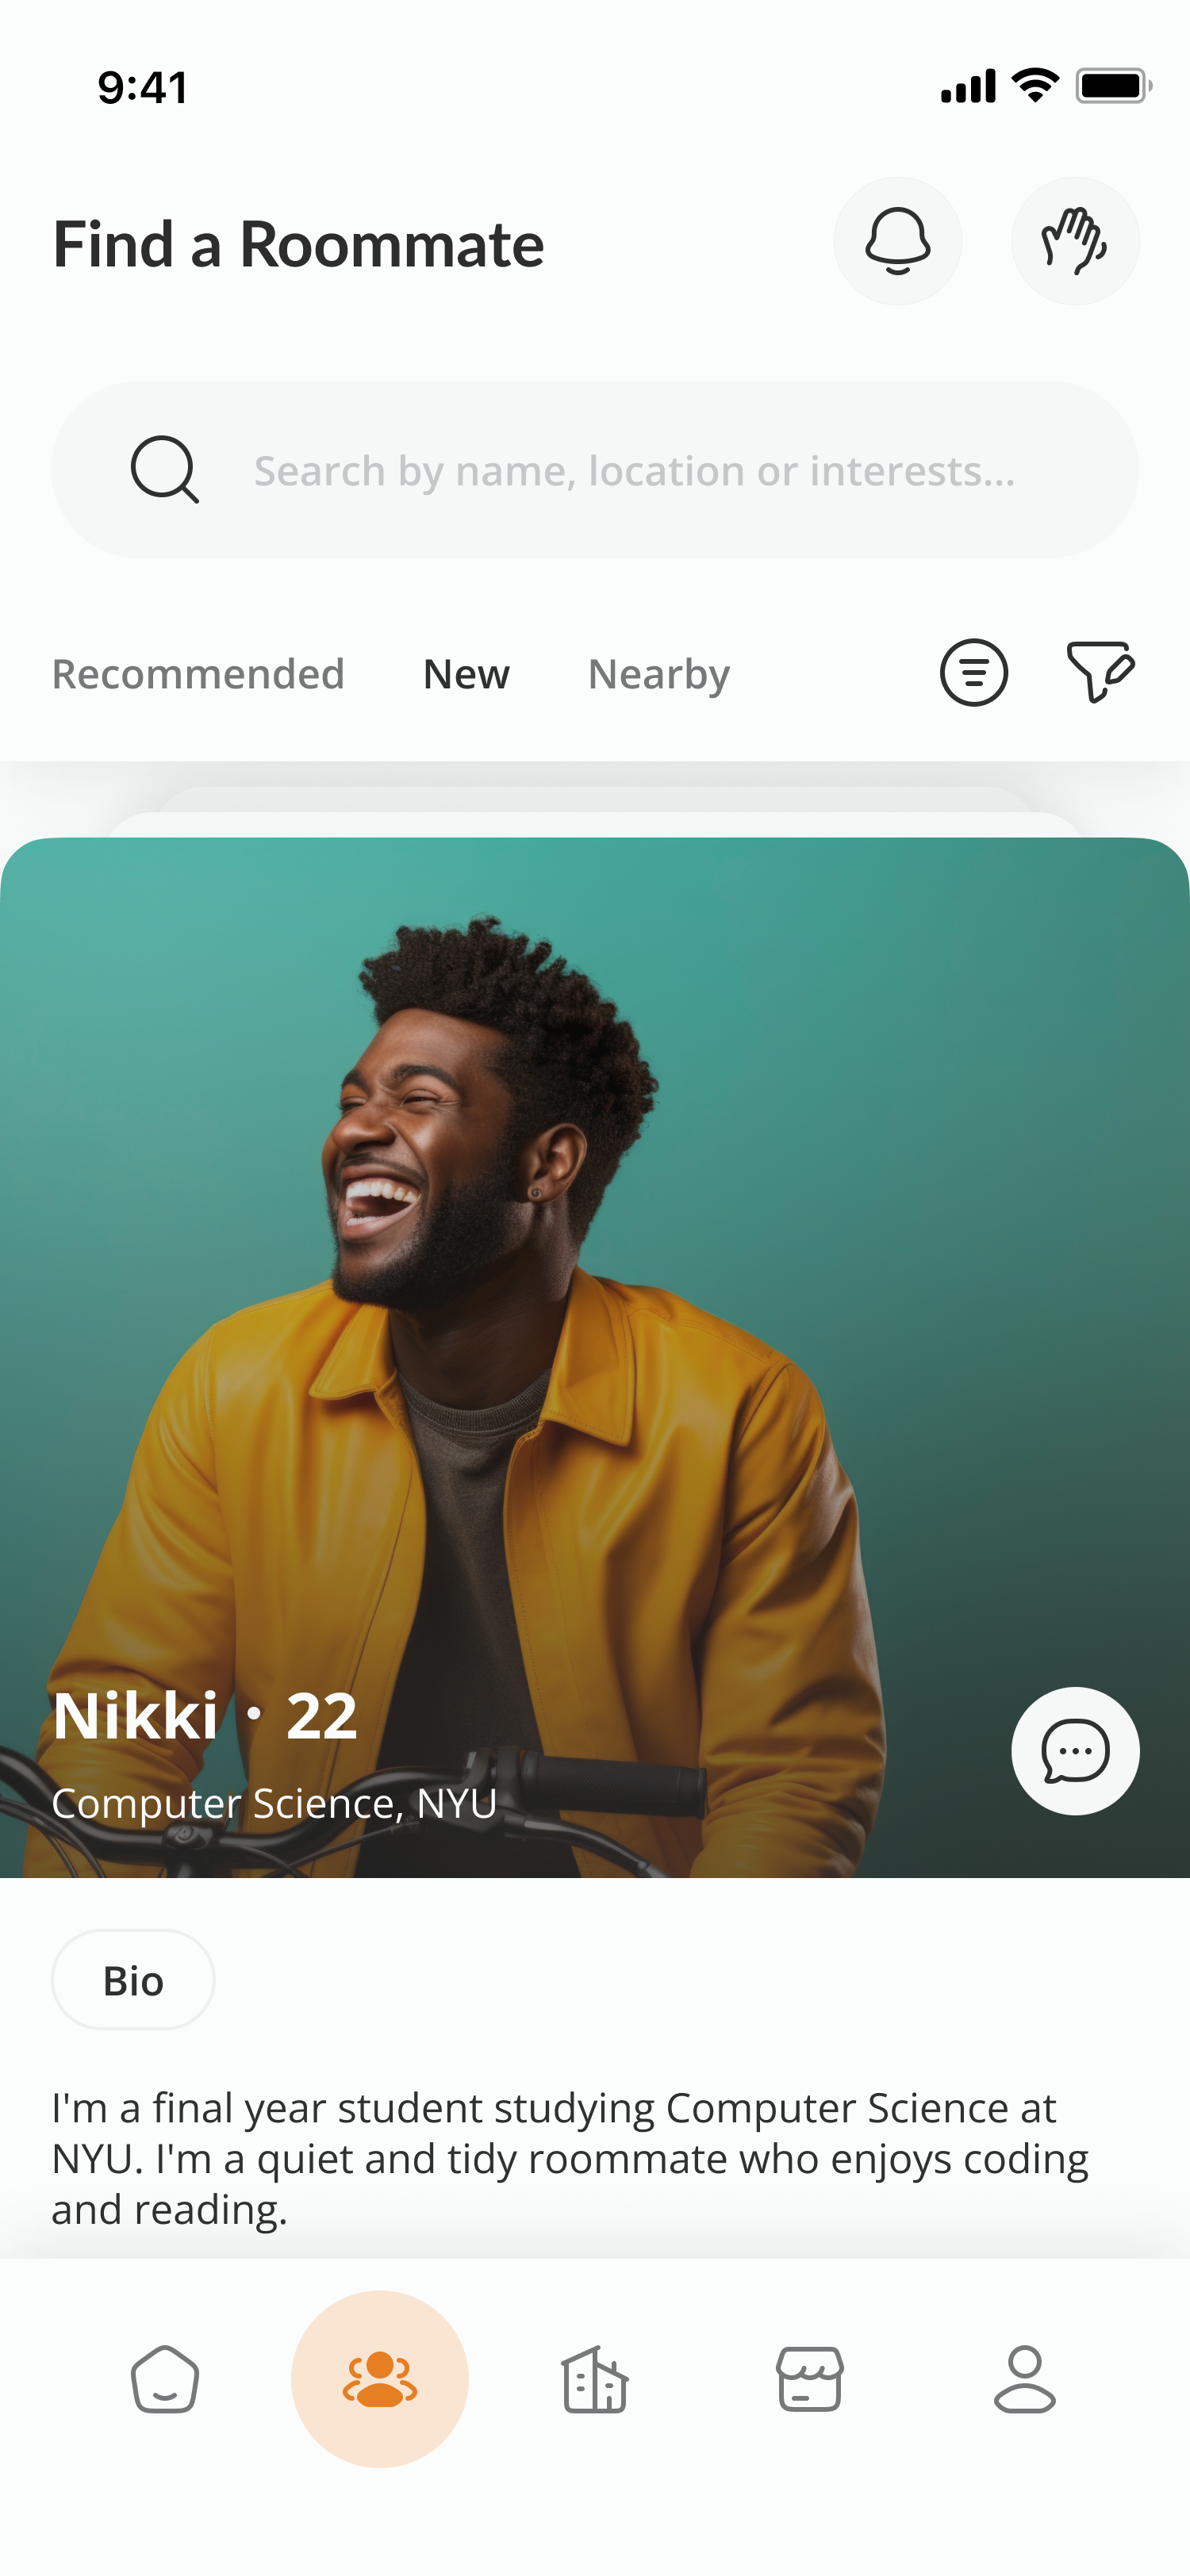 9:41
Find a Roommate
Search by name, location or interests...
Recommended New Nearby
Nikki · 22
Computer Science, NYU
Bio
I'm a final year student studying Computer Science at
NYU. I'm a quiet and tidy roommate who enjoys coding
and reading.